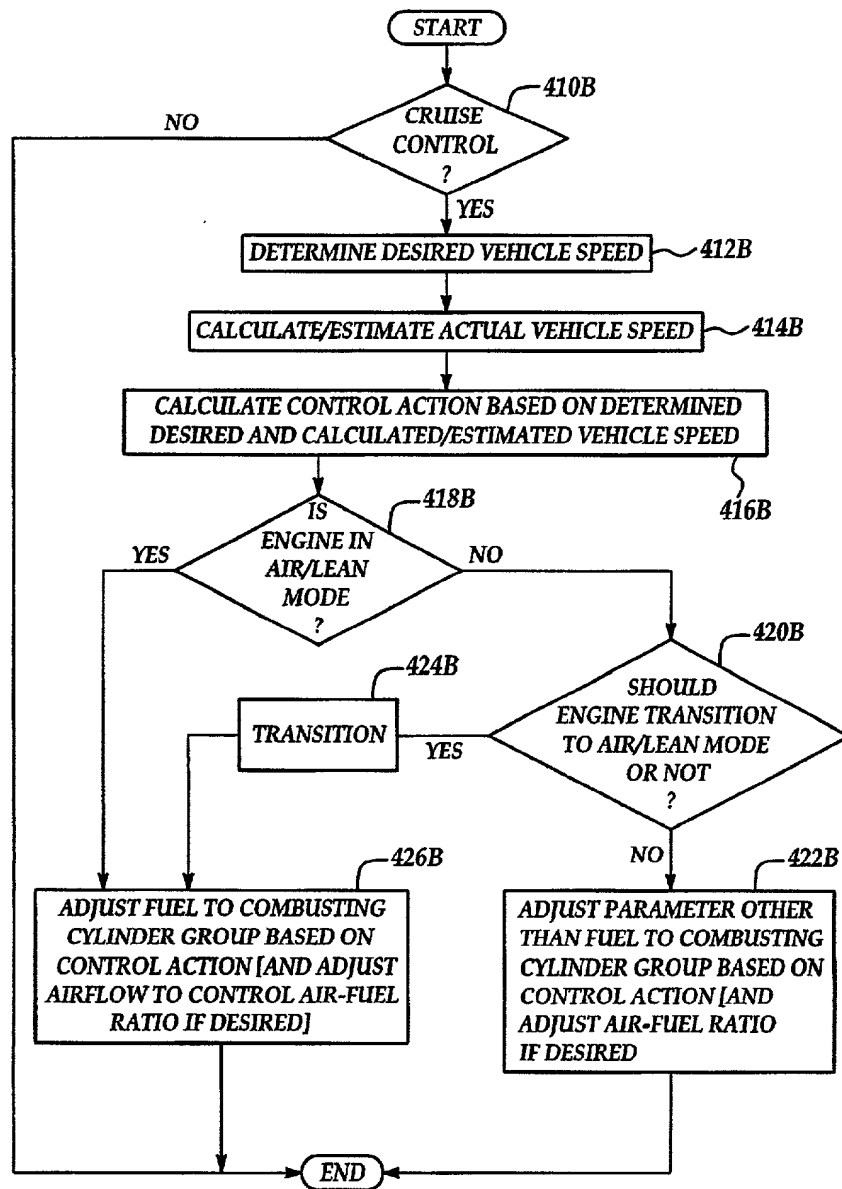 START
410B
CRUISE
CONTROL
?
NO
YES
DETERMINE DESIRED VEHICLE SPEED
412B
CALCULATE/ESTIMATE ACTUAL VEHICLE SPEED
414B
CALCULATE CONTROL ACTION BASED ON DETERMINED
DESIRED AND CALCULATED/ESTIMATED VEHICLE SPEED
416B
418B
IS
ENGINE IN
AIR/LEAN
MODE
?
YES
NO
420B
SHOULD
ENGINE TRANSITION
TO AIR/LEAN MODE
OR NOT
?
424B
TRANSITION
YES
NO
426B
ADJUST FUEL TO COMBUSTING
CYLINDER GROUP BASED ON
CONTROL ACTION [AND ADJUST
AIRFLOW TO CONTROL AIR-FUEL
RATIO IF DESIRED]
422B
ADJUST PARAMETER OTHER
THAN FUEL TO COMBUSTING
CYLINDER GROUP BASED ON
CONTROL ACTION [AND
ADJUST AIR-FUEL RATIO
IF DESIRED
END